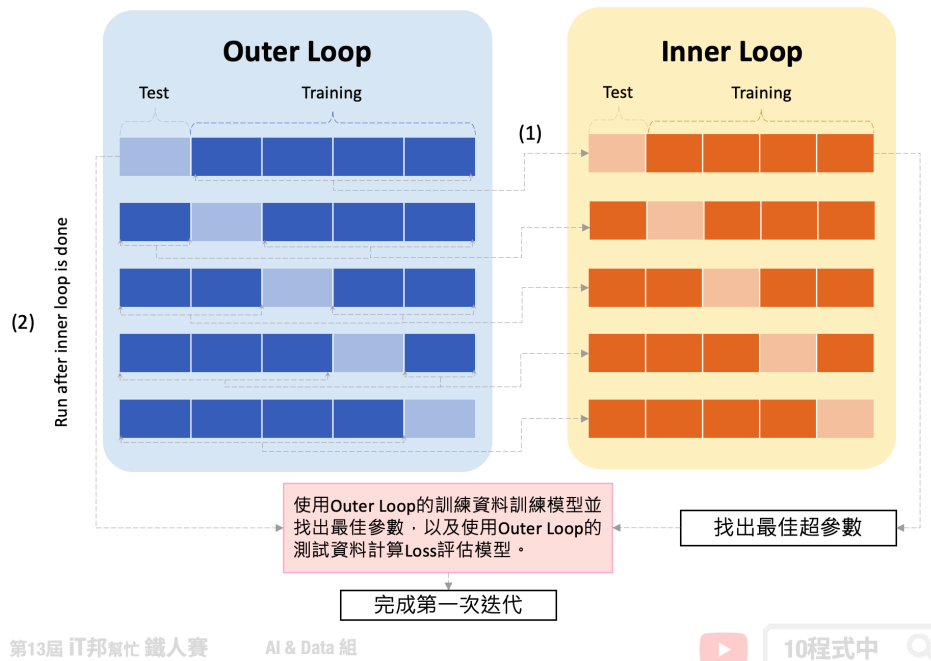 Outer Loop
Inner Loop
Test
Training
Test
Training
(1)
(2)
Run after inner loop is done
使用Outer Loop的訓練資料訓練模型並
找出最佳參數，以及使用Outer Loop的
測試資料計算Loss評估模型。
找出最佳超參數
完成第一次迭代
第13屆 iT邦幫忙 鐵人賽
AI & Data 組
10程式中